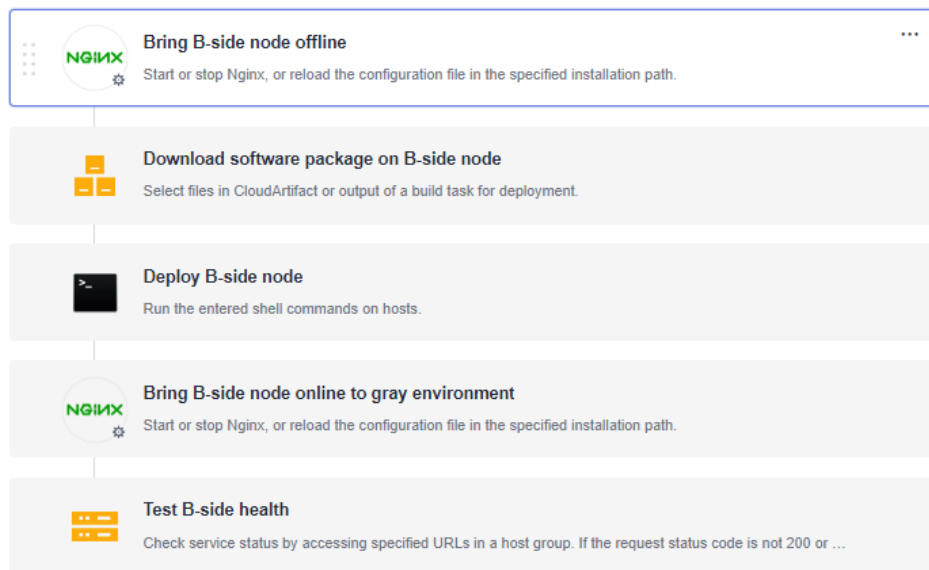 Bring B-side node offline
...
NGINX
Start or stop Nginx, or reload the configuration file in the specified installation path.
Download software package on B-side node
Select files in CloudArtifact or output of a build task for deployment.
>_
Deploy B-side node
Run the entered shell commands on hosts.
Bring B-side node online to gray environment
NGINX
Start or stop Nginx, or reload the configuration file in the specified installation path.
Test B-side health
Check service status by accessing specified URLs in a host group. If the request status code is not 200 or ...